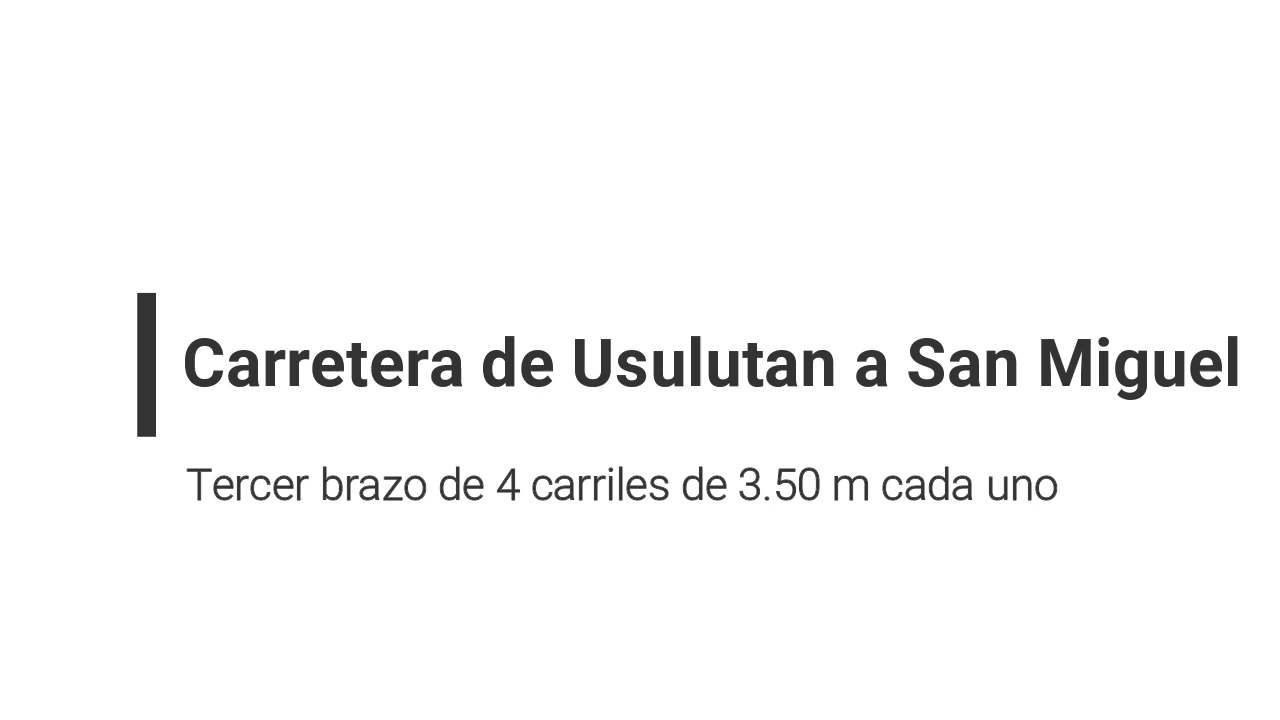 Carretera de Usulutan a San Miguel
Tercer brazo de 4 carriles de 3.50 m cada uno